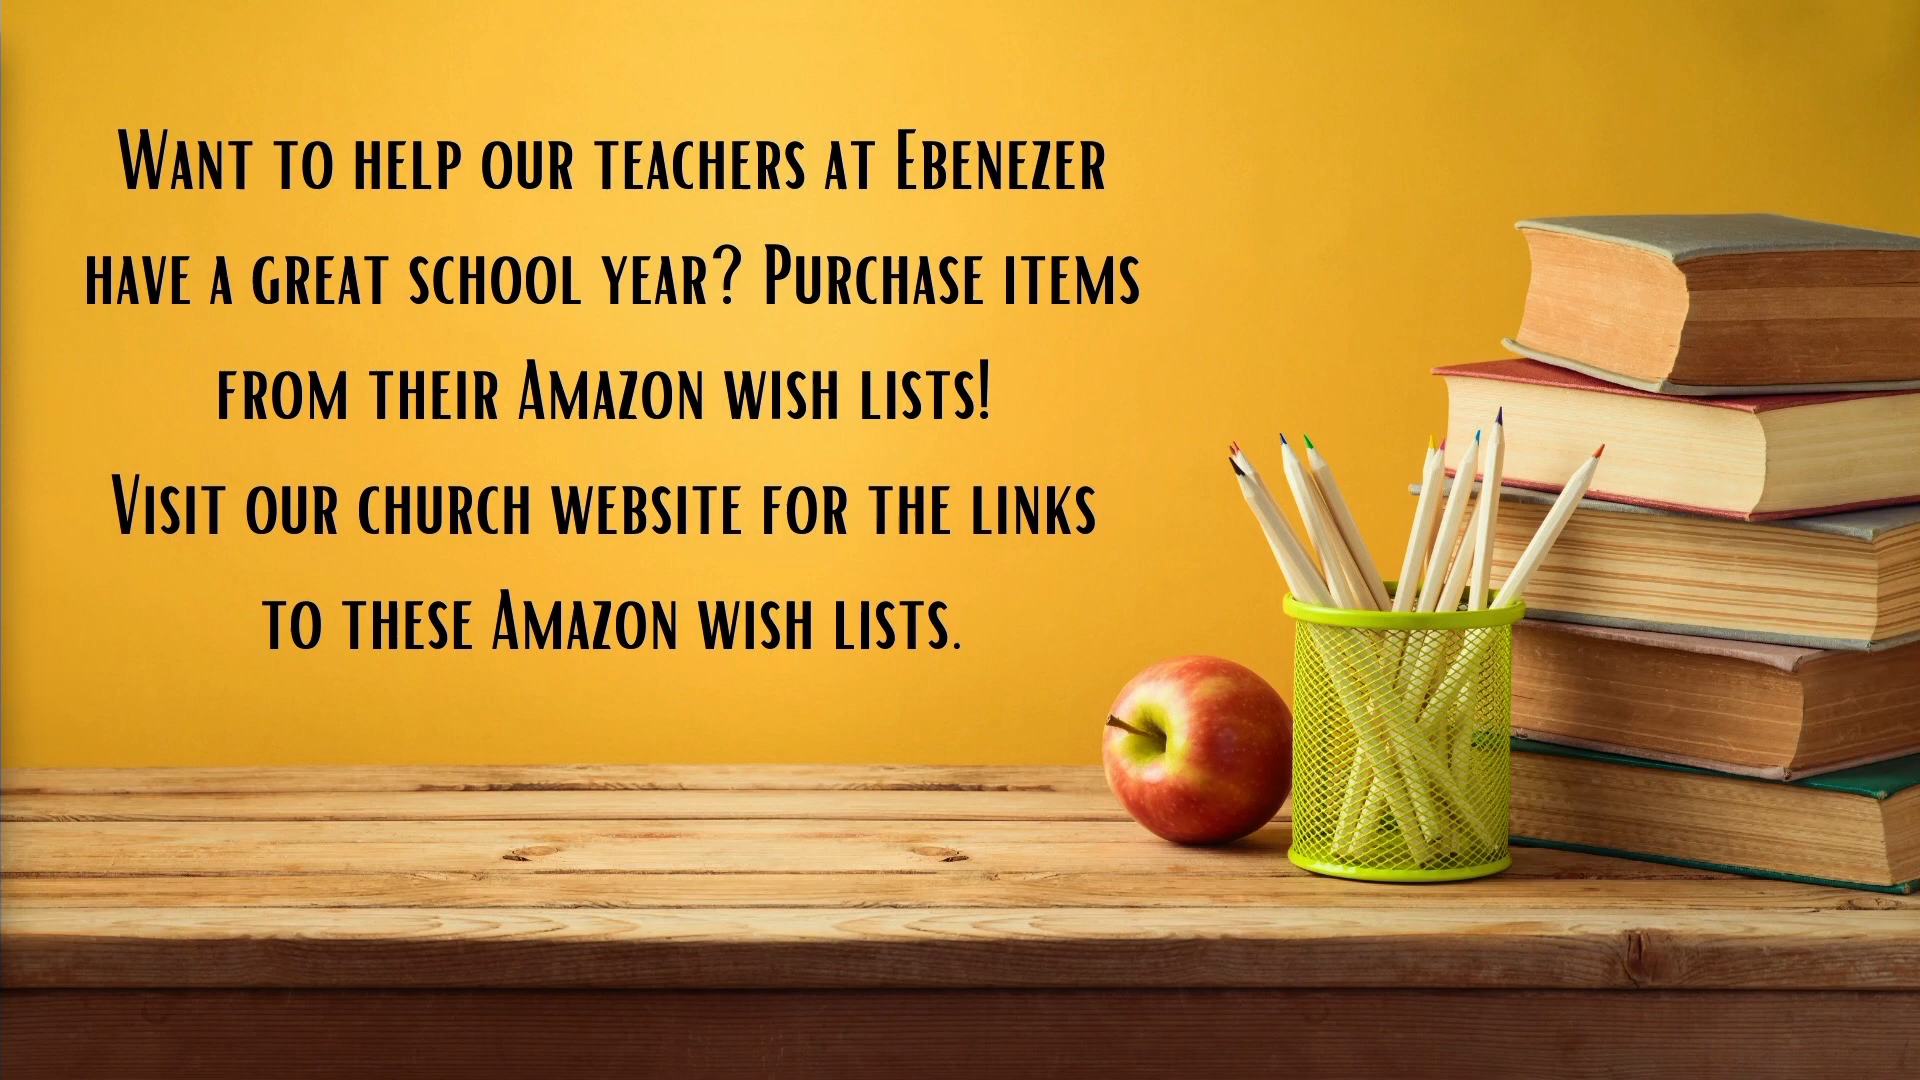 Want to help our teachers at Ebenezer
have a great school year? Purchase items
from their Amazon wish lists!
Visit our church website for the links
to these Amazon wish lists.